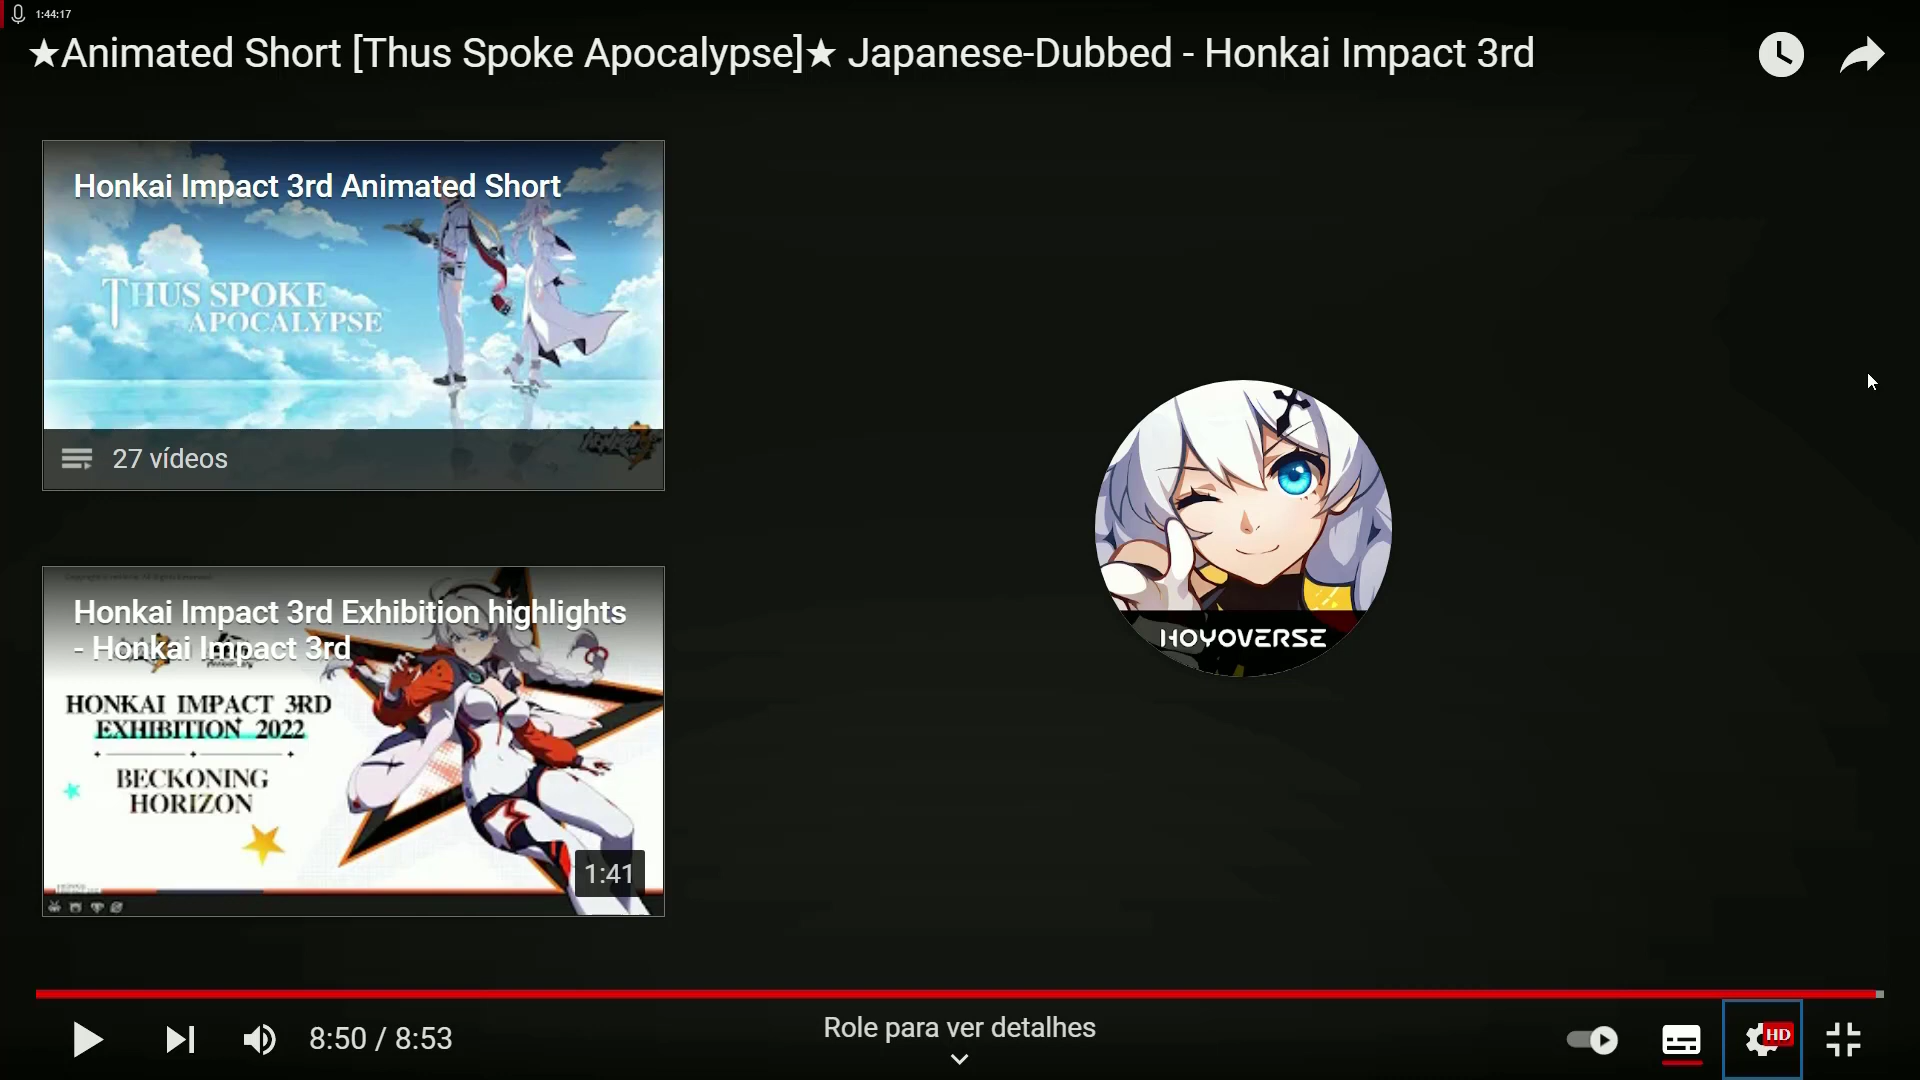 1:44:17
★Animated Short [Thus Spoke Apocalypse]★ Japanese-Dubbed - Honkai Impact 3rd
Honkai Impact 3rd Animated Short
THUS SPOKE
APOCALYPSE
27 vídeos
HOYOVERSE
Honkai Impact 3rd Exhibition highlights
- Honkai Impact 3rd
HONKAI IMPACT 3RD
EXHIBITION 2022
BECKONING
HORIZON
1:41
8:50 / 8:53
Role para ver detalhes
HD